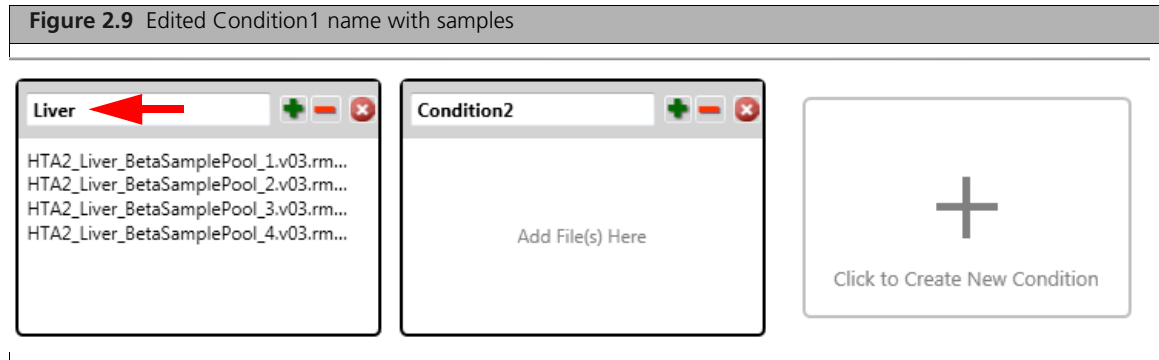 Figure 2.9 Edited Condition1 name with samples
Liver
HTA2_Liver_BetaSamplePool_1.v03.rm...
HTA2_Liver_BetaSamplePool_2.v03.rm...
HTA2_Liver_BetaSamplePool_3.v03.rm...
HTA2_Liver_BetaSamplePool_4.v03.rm...
Condition2
Add File(s) Here
Click to Create New Condition